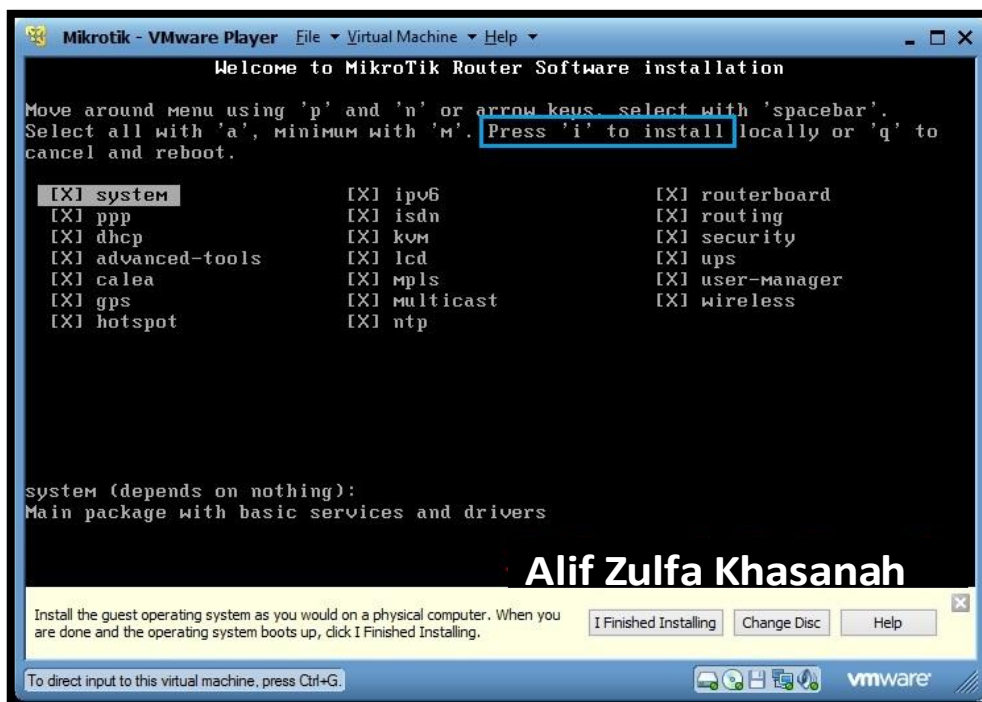 Mikrotik - VMware Player File Virtual Machine Help
Welcome to MikroTik Router Software installation
Move around menu using 'p' and 'n' or arrow keys, select with 'spacebar'.
Select all with 'a', minimum with 'm'. Press 'i' to install locally or 'q' to
cancel and reboot.
[X] system [X] ipv6 [X] routerboard
[X] ppp [X] isdn [X] routing
[X] dhcp [X] kvm [X] security
[X] advanced-tools [X] lcd [X] ups
[X] calea [X] mpls [X] user-manager
[X] gps [X] multicast [X] wireless
[X] hotspot [X] ntp
system (depends on nothing):
Main package with basic services and drivers
Alif Zulfa Khasanah
Install the guest operating system as you would on a physical computer. When you
are done and the operating system boots up, click I Finished Installing.
I Finished Installing Change Disc Help
To direct input to this virtual machine, press Ctrl+G.
vmware